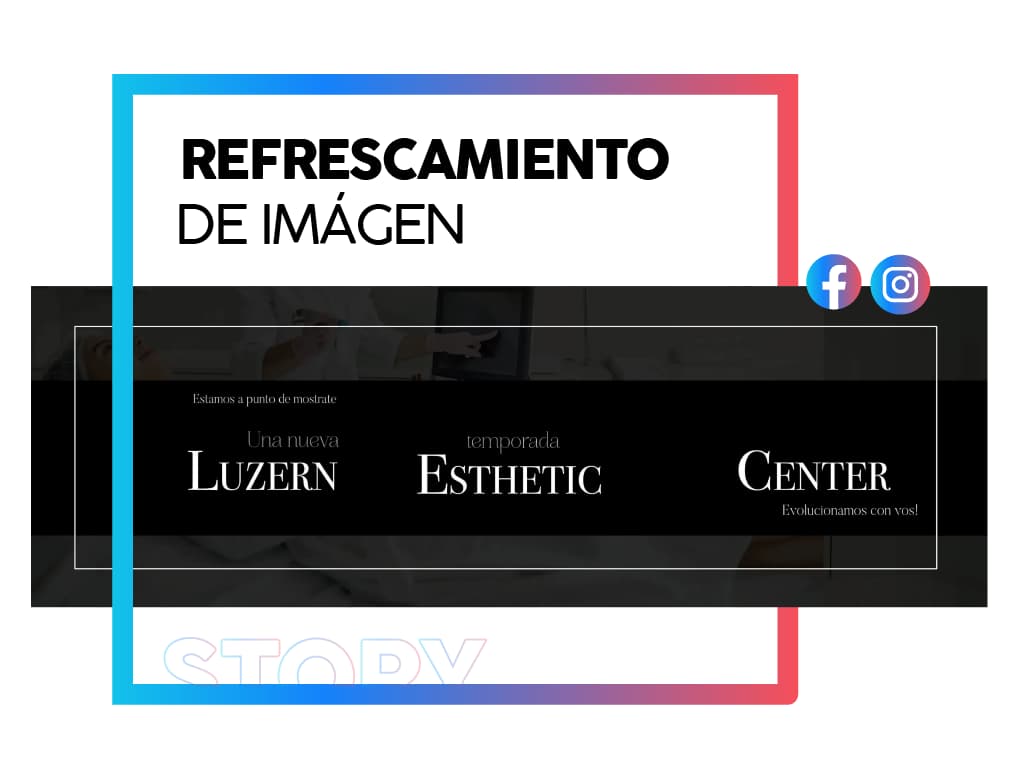 REFRESCAMIENTO
DE IMÁGEN
Estamos a punto de mostrate
Una nueva temporada
LUZERN ESTHETIC CENTER
Evolucionamos con vos!
STORY